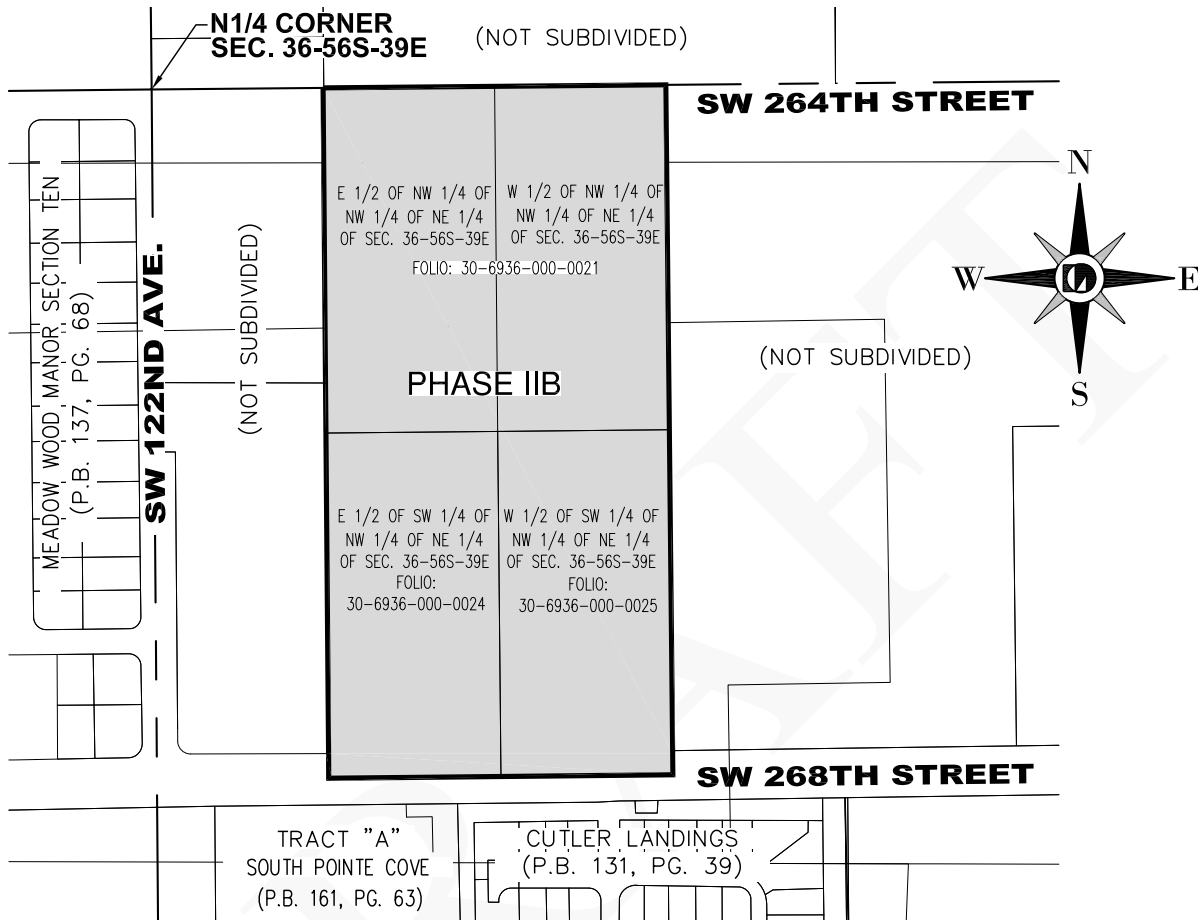 N1/4 CORNER
SEC. 36-56S-39E
(NOT SUBDIVIDED)
SW 264TH STREET
MEADOW WOOD MANOR SECTION TEN
(P.B. 137, PG. 68)
SW 122ND AVE.
(NOT SUBDIVIDED)
E 1/2 OF NW 1/4 OF
NW 1/4 OF NE 1/4
OF SEC. 36-56S-39E
W 1/2 OF NW 1/4 OF
NW 1/4 OF NE 1/4
OF SEC. 36-56S-39E
FOLIO: 30-6936-000-0021
PHASE IIB
N
W
E
S
(NOT SUBDIVIDED)
E 1/2 OF SW 1/4 OF
NW 1/4 OF NE 1/4
OF SEC. 36-56S-39E
FOLIO:
30-6936-000-0024
W 1/2 OF SW 1/4 OF
NW 1/4 OF NE 1/4
OF SEC. 36-56S-39E
FOLIO:
30-6936-000-0025
SW 268TH STREET
TRACT "A"
SOUTH POINTE COVE
(P.B. 161, PG. 63)
CUTLER LANDINGS
(P.B. 131, PG. 39)